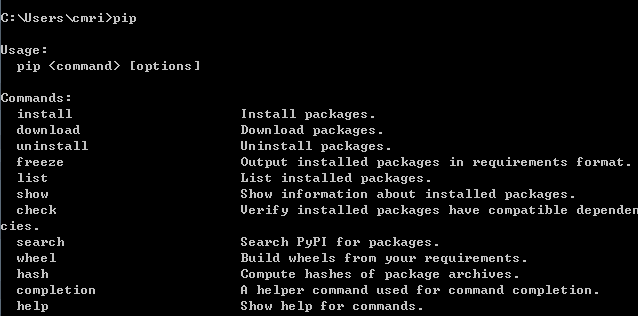 C:\Users\cmri>pip
Usage:
pip <command> [options]
Commands:
install Install packages.
download Download packages.
uninstall Uninstall packages.
freeze Output installed packages in requirements format.
list List installed packages.
show Show information about installed packages.
check Verify installed packages have compatible dependen
cies.
search Search PyPI for packages.
wheel Build wheels from your requirements.
hash Compute hashes of package archives.
completion A helper command used for command completion.
help Show help for commands.